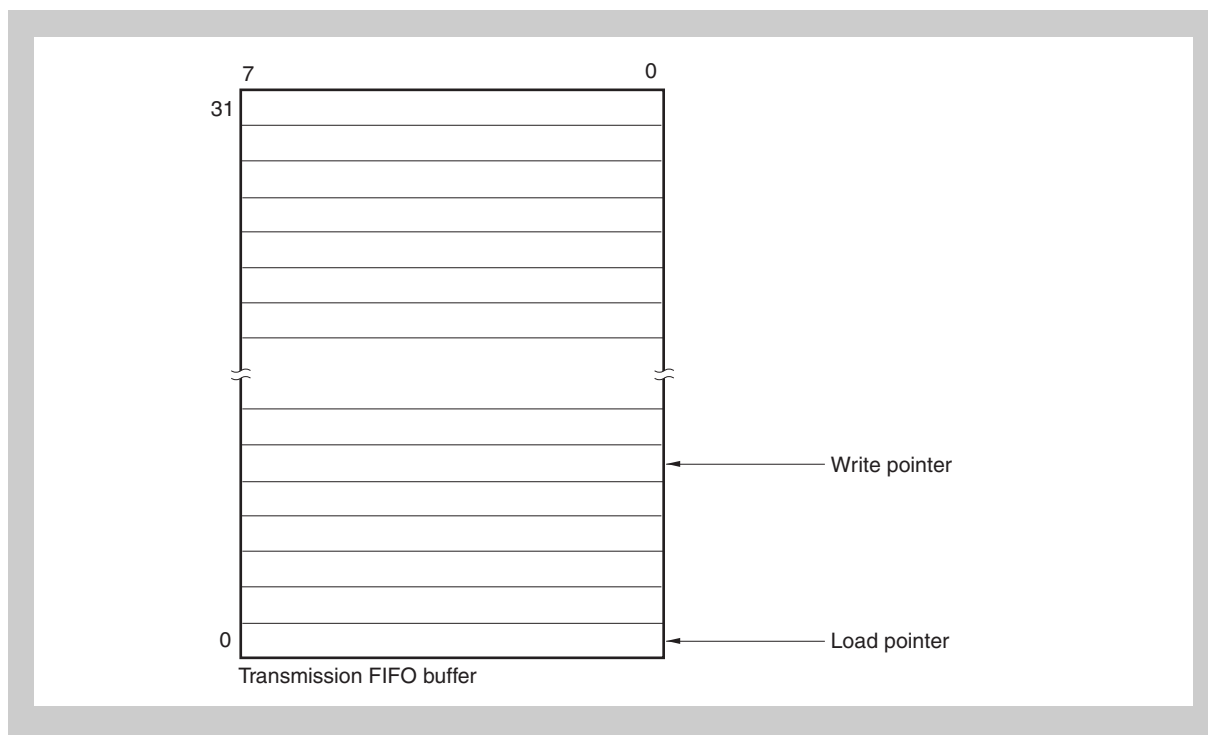 7 0
31
Write pointer
0
Load pointer
Transmission FIFO buffer